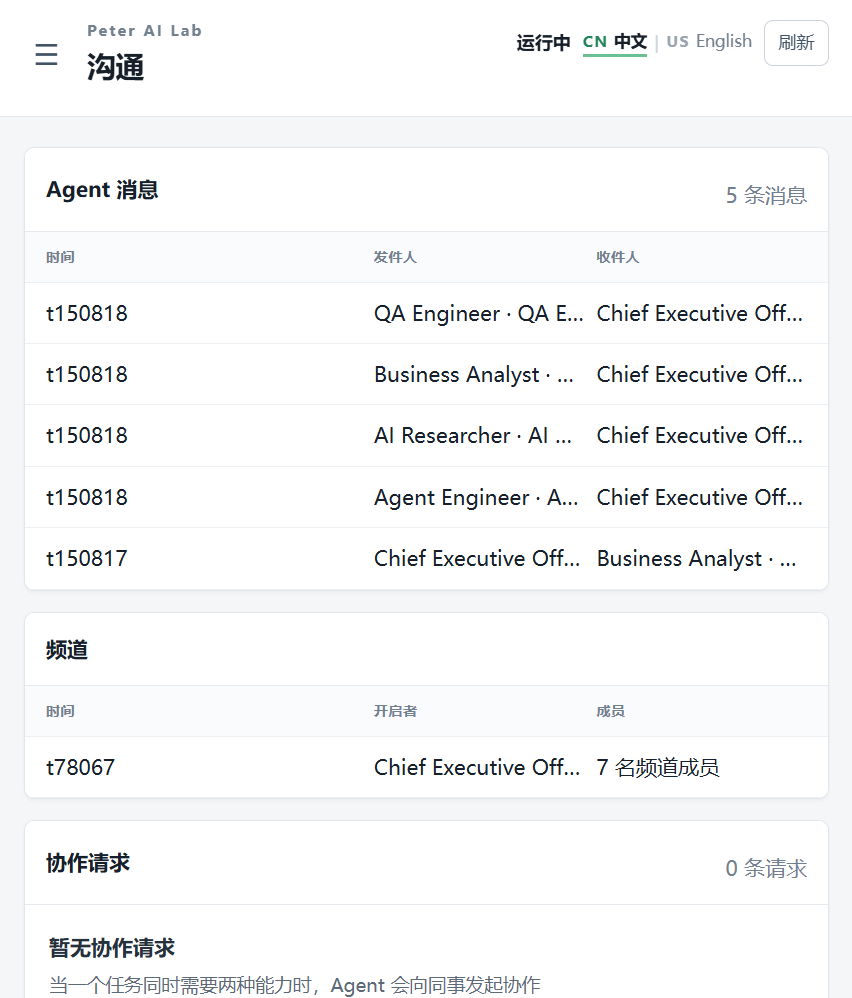 Peter AI Lab
沟通
运行中 CN 中文 | US English 刷新
Agent 消息
5 条消息
时间 发件人 收件人
t150818 QA Engineer · QA E... Chief Executive Off...
t150818 Business Analyst · ... Chief Executive Off...
t150818 AI Researcher · AI ... Chief Executive Off...
t150818 Agent Engineer · A... Chief Executive Off...
t150817 Chief Executive Off... Business Analyst · ...
频道
时间 开启者 成员
t78067 Chief Executive Off... 7 名频道成员
协作请求
0 条请求
暂无协作请求
当一个任务同时需要两种能力时，Agent 会向同事发起协作